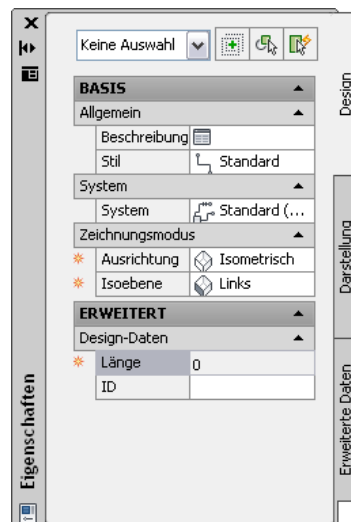 Keine Auswahl
BASIS
Allgemein
Beschreibung
Stil Standard
System
System Standard (...
Zeichnungsmodus
Ausrichtung Isometrisch
Isoebene Links
ERWEITERT
Design-Daten
Länge 0
ID
Eigenschaften
Design
Darstellung
Erweiterte Daten